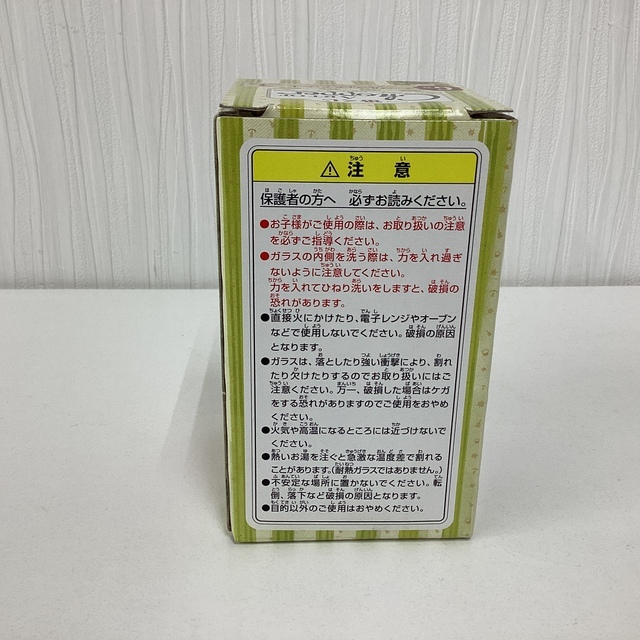 ⚠注意
保護者の方へ 必ずお読みください。
●お子様がご使用の際は、お取り扱いの注意
を必ずご指導ください。
●ガラスの内側を洗う際は、力を入れ過ぎ
ないように注意してください。
力を入れてひねり洗いをしますと、破損の
恐れがあります。
●直接火にかけたり、電子レンジやオーブン
などで使用しないでください。破損の原因
となります。
●ガラスは、落としたり強い衝撃により、割れ
たり欠けたりするのでお取り扱いにはご
注意ください。万一、破損した場合はケガ
をする恐れがありますのでご使用をおやめ
ください。
●火気や高温になるところには近づけないで
ください。
●熱いお湯を注ぐと急激な温度差で割れる
ことがあります。(耐熱ガラスではありません。)
●不安定な場所に置かないでください。転
倒、落下など破損の原因となります。
●目的以外のご使用はおやめください。